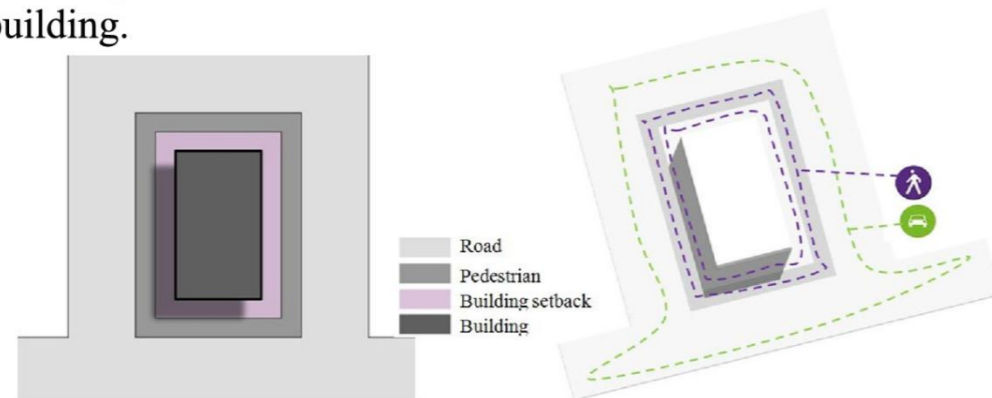 building.
Road
Pedestrian
Building setback
Building